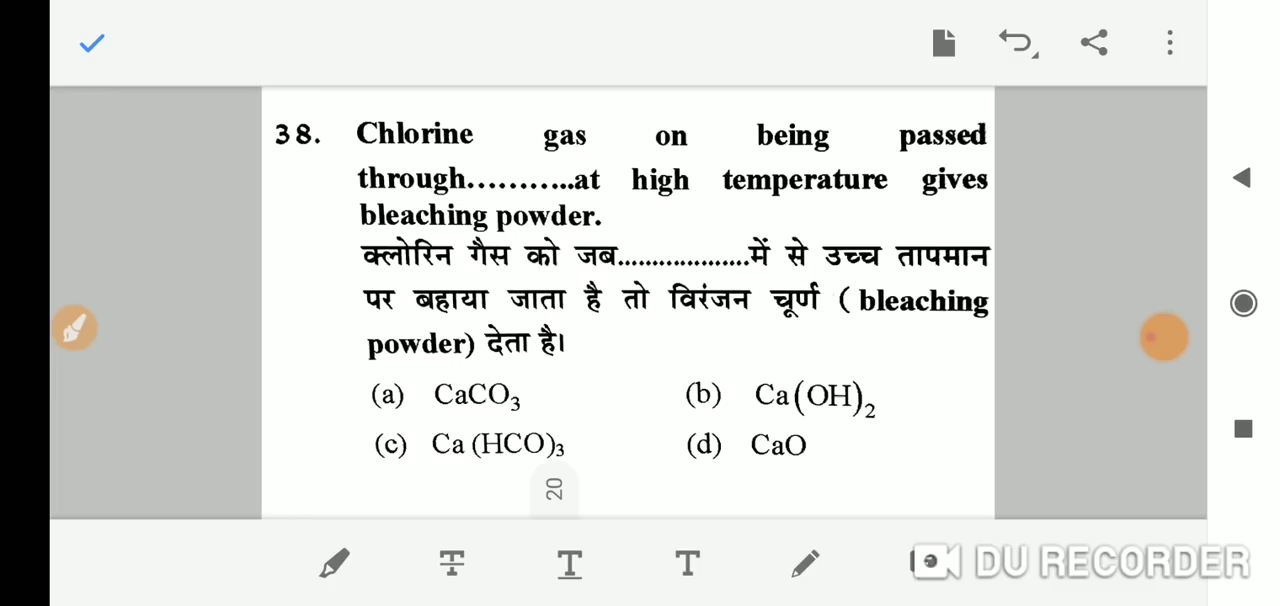 38. Chlorine gas on being passed
through...........at high temperature gives
bleaching powder.
क्लोरिन गैस को जब...................में से उच्च तापमान
पर बहाया जाता है तो विरंजन चूर्ण ( bleaching
powder) देता है।
(a) CaCO₃ (b) Ca(OH)₂
(c) Ca (HCO)₃ (d) CaO
20
T T T
DU RECORDER